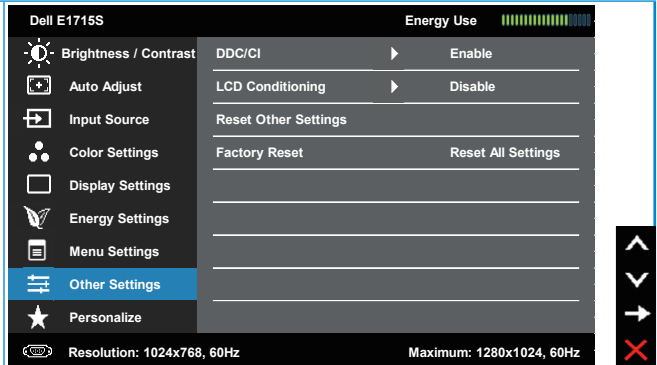 Dell E1715S Energy Use
Brightness / Contrast DDC/CI Enable
Auto Adjust LCD Conditioning Disable
Input Source Reset Other Settings
Color Settings Factory Reset Reset All Settings
Display Settings
Energy Settings
Menu Settings
Other Settings
Personalize
Resolution: 1024x768, 60Hz Maximum: 1280x1024, 60Hz